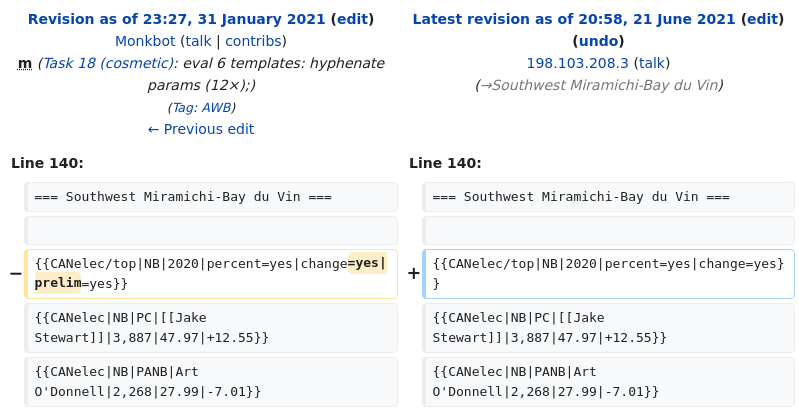 Revision as of 23:27, 31 January 2021 (edit)
Monkbot (talk | contribs)
m (Task 18 (cosmetic): eval 6 templates: hyphenate
params (12×);)
(Tag: AWB)
← Previous edit
Latest revision as of 20:58, 21 June 2021 (edit)
(undo)
198.103.208.3 (talk)
(→Southwest Miramichi-Bay du Vin)
Line 140:
Line 140:
=== Southwest Miramichi-Bay du Vin ===
=== Southwest Miramichi-Bay du Vin ===
− {{CANelec/top|NB|2020|percent=yes|change=yes|
prelim=yes}}
+ {{CANelec/top|NB|2020|percent=yes|change=yes}
}
{{CANelec|NB|PC|[[Jake
Stewart]]|3,887|47.97|+12.55}}
{{CANelec|NB|PC|[[Jake
Stewart]]|3,887|47.97|+12.55}}
{{CANelec|NB|PANB|Art
O'Donnell|2,268|27.99|-7.01}}
{{CANelec|NB|PANB|Art
O'Donnell|2,268|27.99|-7.01}}